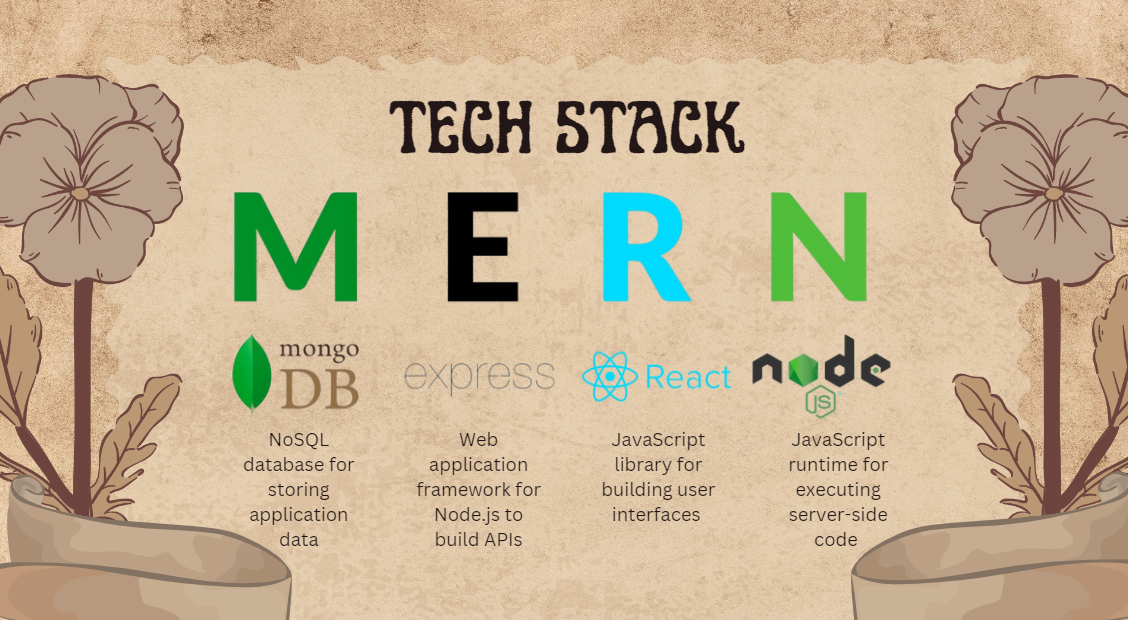 TECH STACK
M E R N
mongo
DB
express
React
node
JS
NoSQL
database for
storing
application
data
Web
application
framework for
Node.js to
build APIs
JavaScript
library for
building user
interfaces
JavaScript
runtime for
executing
server-side
code